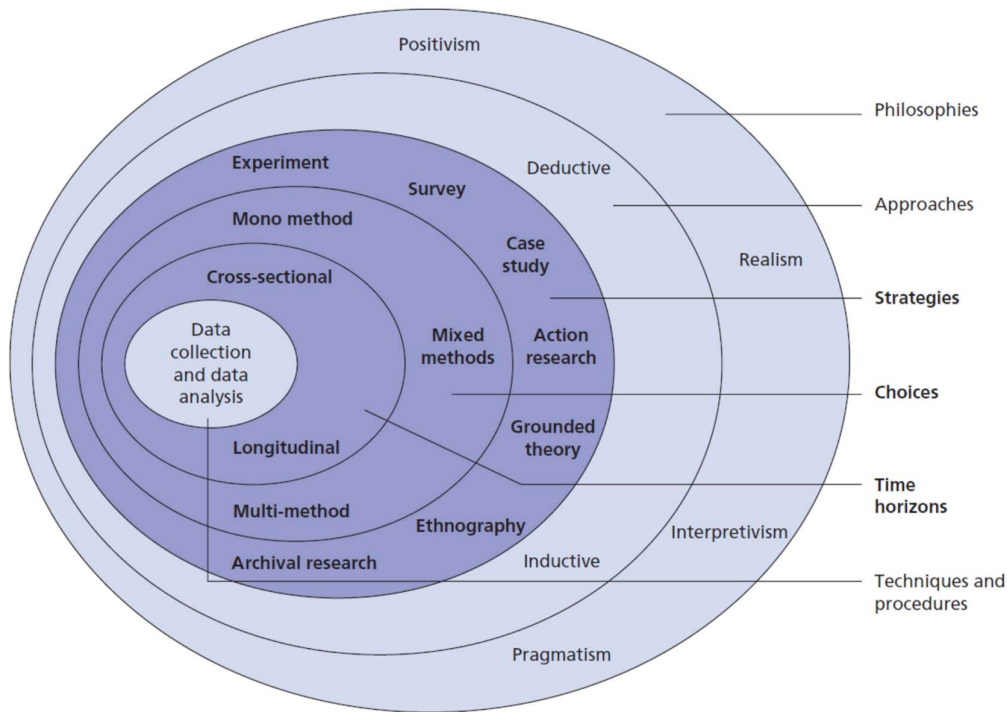 Positivism
Philosophies
Experiment
Deductive
Survey
Approaches
Mono method
Case
study
Realism
Cross-sectional
Strategies
Data
collection
and data
analysis
Mixed
methods
Action
research
Choices
Grounded
theory
Longitudinal
Time
horizons
Multi-method
Ethnography
Interpretivism
Archival research
Inductive
Techniques and
procedures
Pragmatism